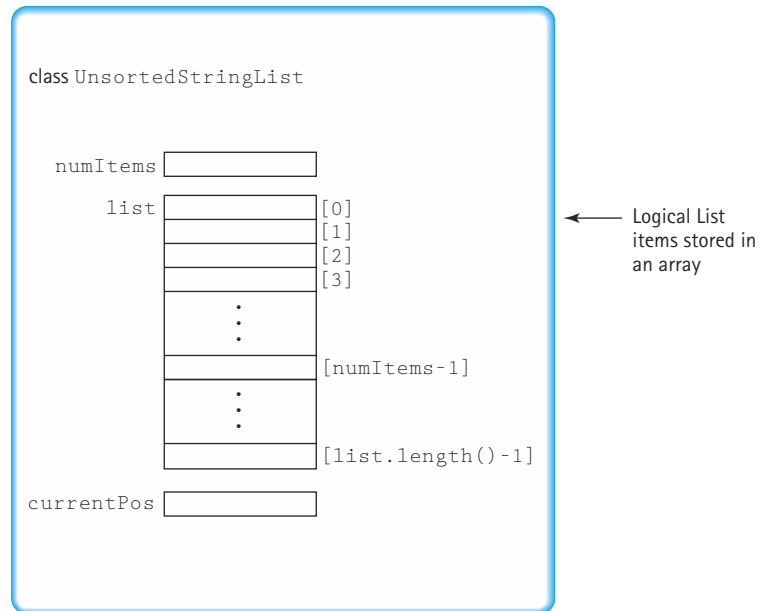 class UnsortedStringList
numItems
list
[0]
[1]
[2]
[3]
[numItems-1]
[list.length()-1]
currentPos
Logical List
items stored in
an array